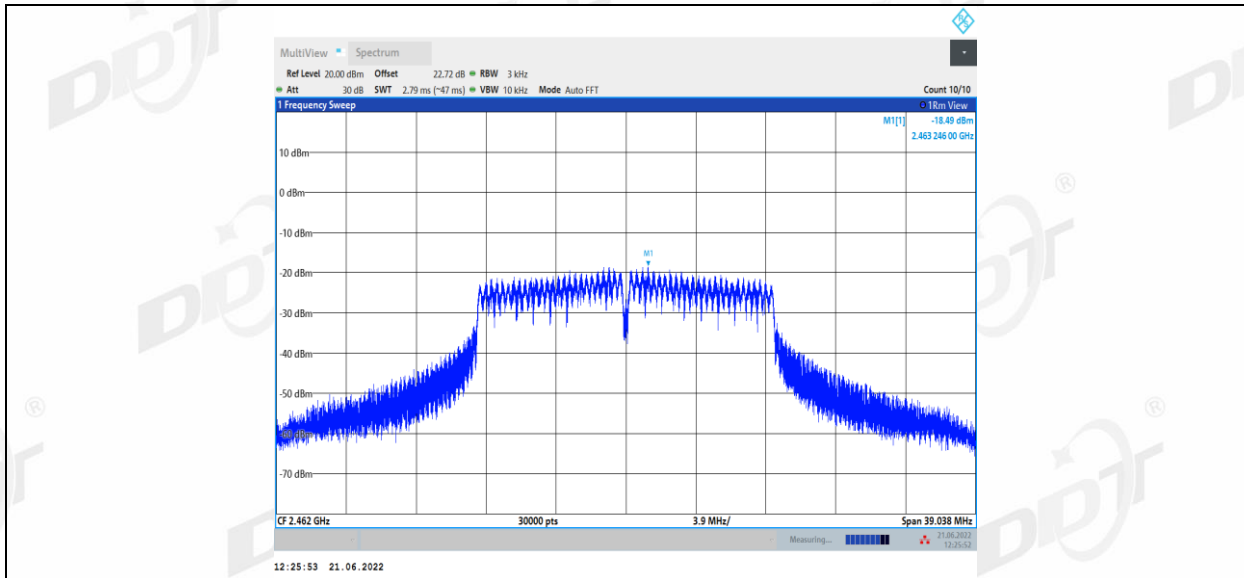 MultiView Spectrum
Ref Level 20.00 dBm Offset 22.72 dB RBW 3 kHz
Att 30 dB SWT 2.79 ms (~47 ms) VBW 10 kHz Mode Auto FFT Count 10/10
1 Frequency Sweep 1Rm View
M1[1] -18.49 dBm
2.463 246 00 GHz
10 dBm
0 dBm
-10 dBm
M1
-20 dBm
-30 dBm
-40 dBm
-50 dBm
-60 dBm
-70 dBm
CF 2.462 GHz 30000 pts 3.9 MHz/ Span 39.038 MHz
Measuring... 21.06.2022
12:25:52
12:25:53 21.06.2022
DDT
®